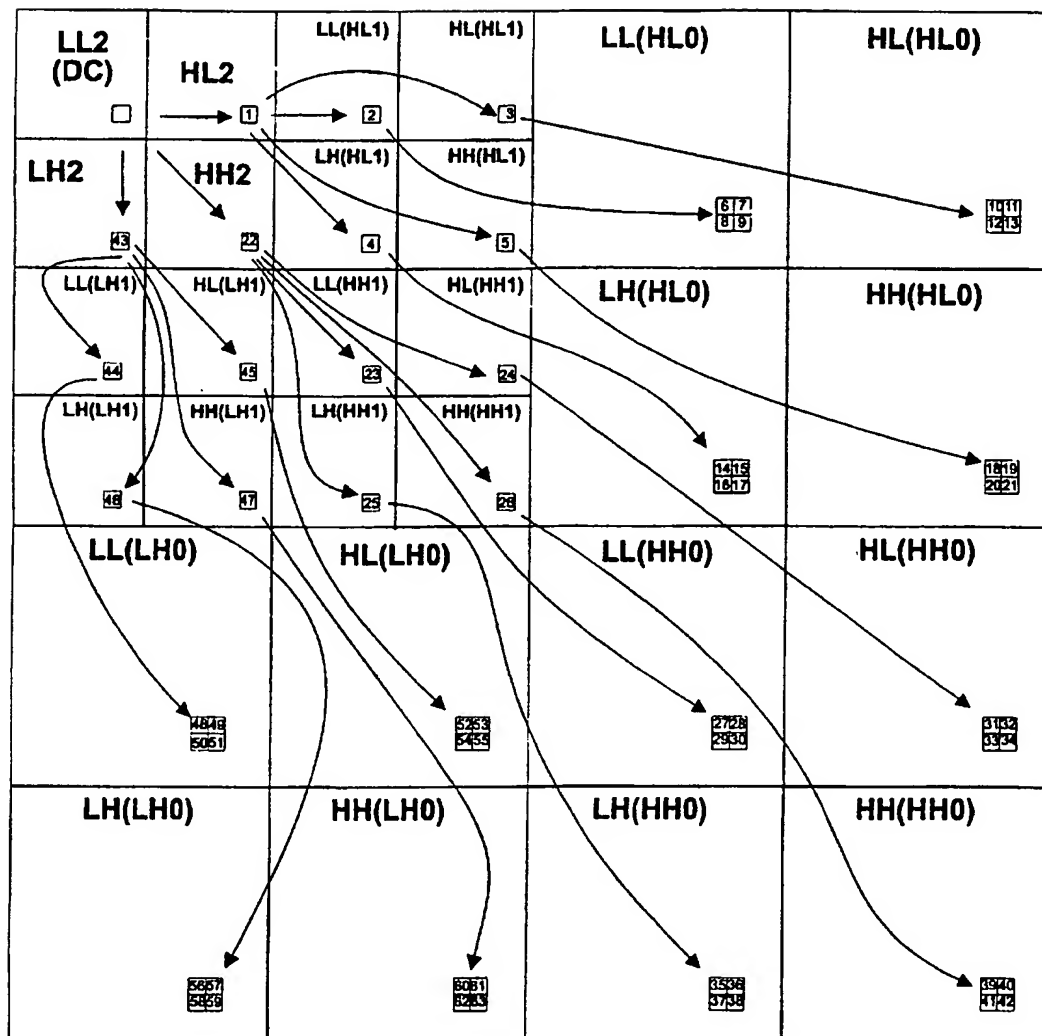 LL2
(DC)
HL2
LL(HL1)
HL(HL1)
LL(HL0)
HL(HL0)
1
2
3
LH2
HH2
LH(HL1)
HH(HL1)
6 7
8 9
10 11
12 13
43
22
4
5
LL(LH1)
HL(LH1)
LL(HH1)
HL(HH1)
LH(HL0)
HH(HL0)
44
45
23
24
LH(LH1)
HH(LH1)
LH(HH1)
HH(HH1)
14 15
16 17
18 19
20 21
46
47
25
26
LL(LH0)
HL(LH0)
LL(HH0)
HL(HH0)
48 49
50 51
52 53
54 55
27 28
29 30
31 32
33 34
LH(LH0)
HH(LH0)
LH(HH0)
HH(HH0)
56 57
58 59
60 61
62 63
35 36
37 38
39 40
41 42